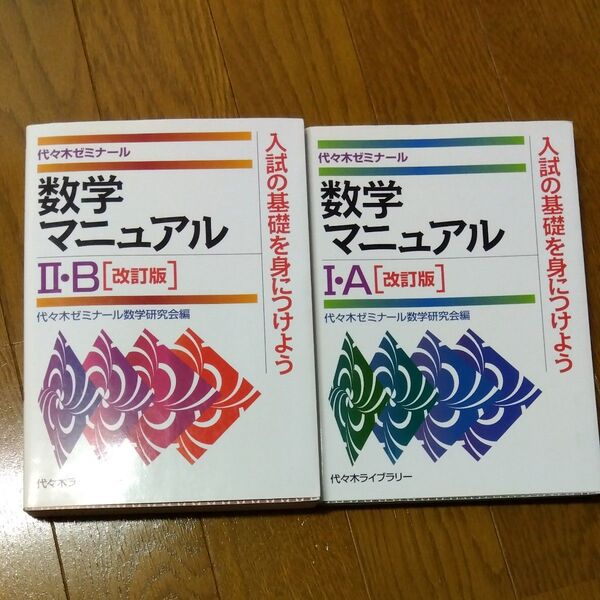 代々木ゼミナール
数学
マニュアル
II・B[改訂版]
代々木ゼミナール数学研究会編
入試の基礎を身につけよう
代々木ラ
代々木ゼミナール
数学
マニュアル
I・A[改訂版]
代々木ゼミナール数学研究会編
入試の基礎を身につけよう
代々木ライブラリー